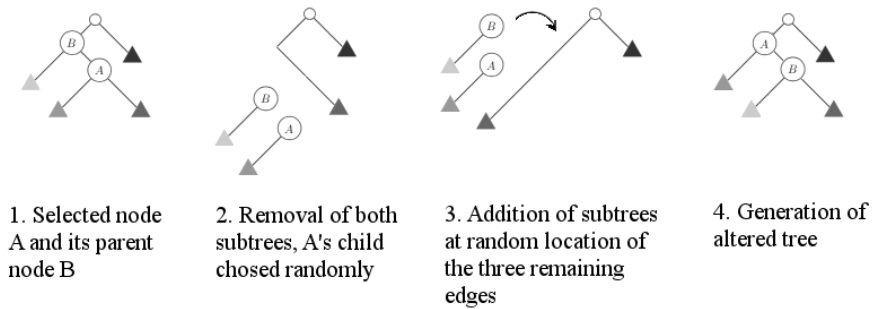 B
A
B
A
B
A
A
B
1. Selected node
A and its parent
node B
2. Removal of both
subtrees, A's child
chosed randomly
3. Addition of subtrees
at random location of
the three remaining
edges
4. Generation of
altered tree